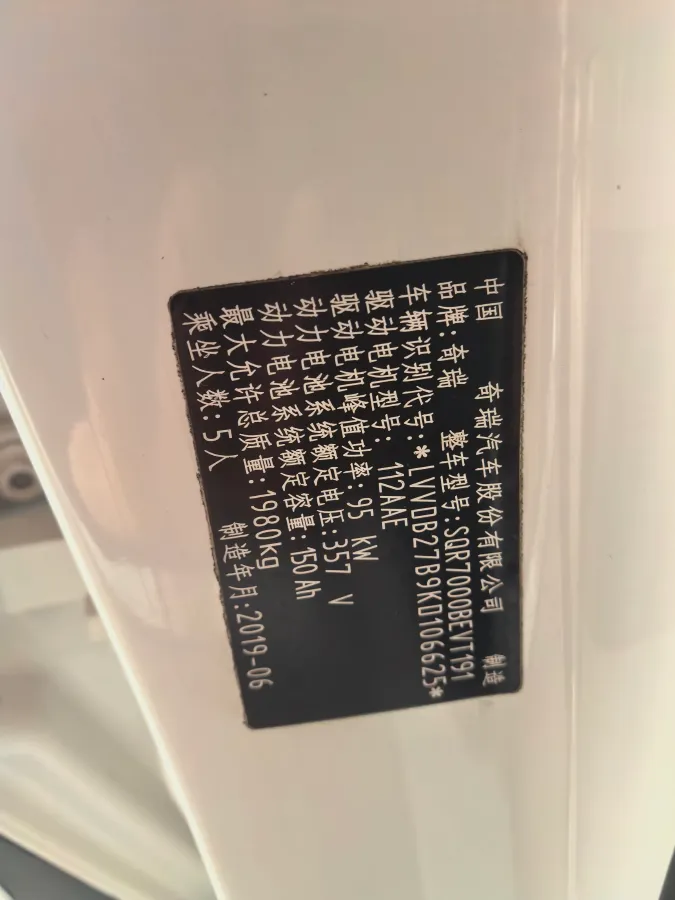 中国 奇瑞汽车股份有限公司 制造
品牌:奇瑞 整车型号:SQR7000BEVT191
车辆识别代号:*LVVDB27B9KD106625*
驱动电机型号: 112AAE
驱动电机峰值功率:95 kW
动力电池系统额定电压:357 V
动力电池系统额定容量:150Ah
最大允许总质量:1980kg
乘坐人数:5人 制造年月:2019-06